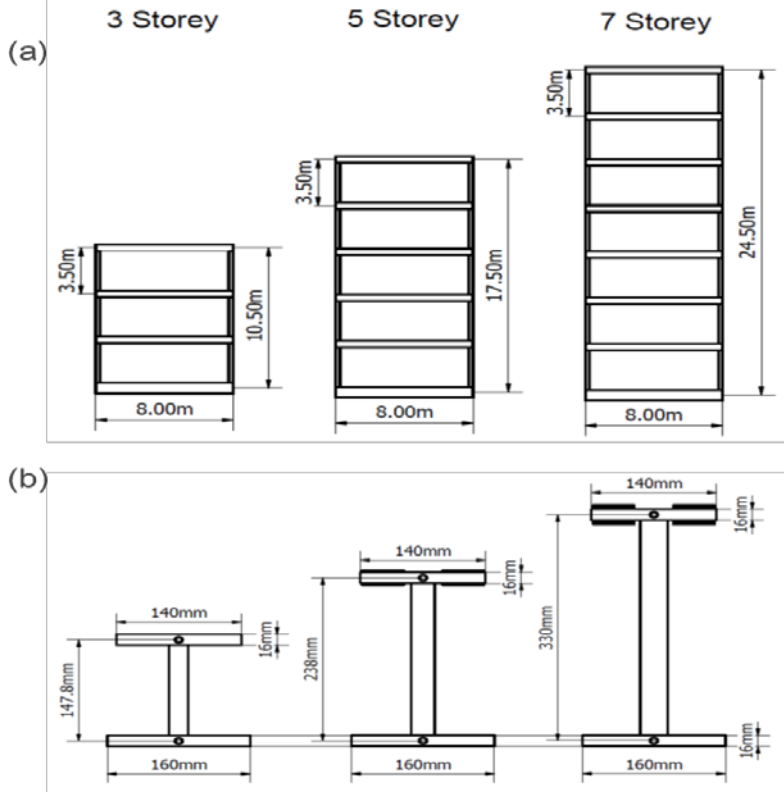 3 Storey
5 Storey
7 Storey
(a)
3.50m
10.50m
8.00m
3.50m
17.50m
8.00m
3.50m
24.50m
8.00m
(b)
140mm
16mm
147.8mm
160mm
140mm
16mm
238mm
160mm
140mm
16mm
330mm
16mm
160mm